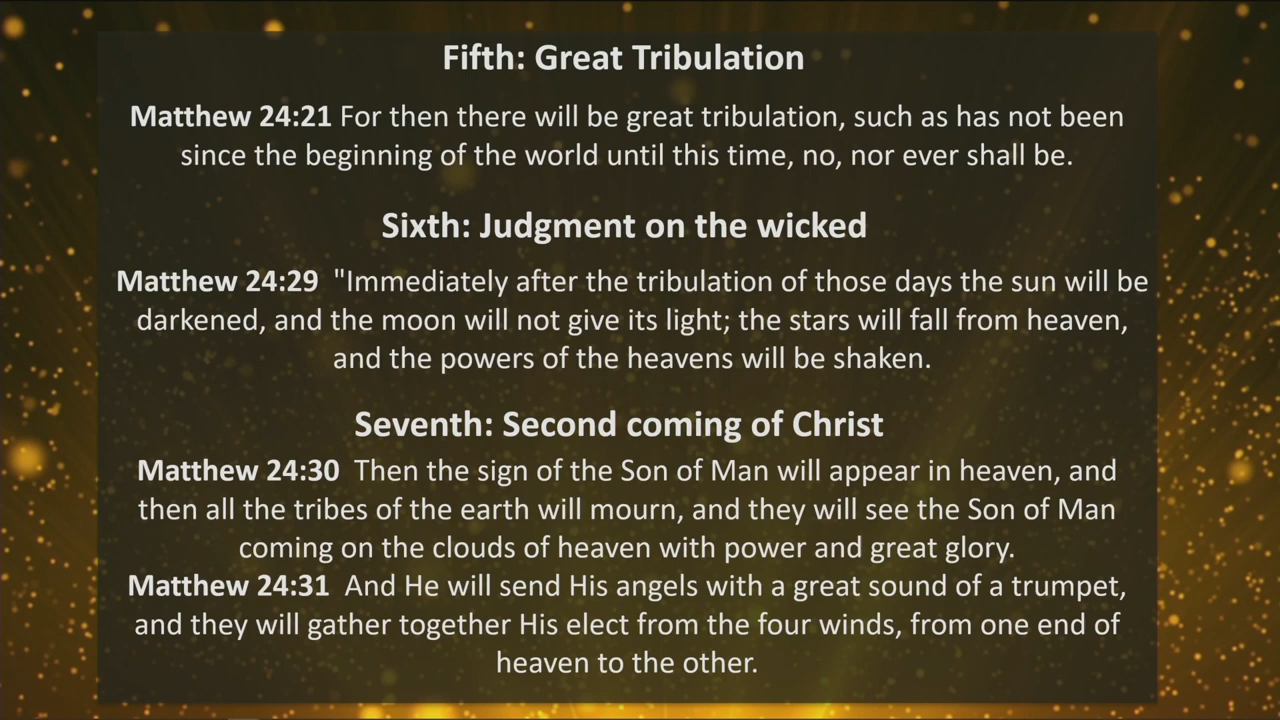 Fifth: Great Tribulation
Matthew 24:21 For then there will be great tribulation, such as has not been
since the beginning of the world until this time, no, nor ever shall be.
Sixth: Judgment on the wicked
Matthew 24:29 "Immediately after the tribulation of those days the sun will be
darkened, and the moon will not give its light; the stars will fall from heaven,
and the powers of the heavens will be shaken.
Seventh: Second coming of Christ
Matthew 24:30 Then the sign of the Son of Man will appear in heaven, and
then all the tribes of the earth will mourn, and they will see the Son of Man
coming on the clouds of heaven with power and great glory.
Matthew 24:31 And He will send His angels with a great sound of a trumpet,
and they will gather together His elect from the four winds, from one end of
heaven to the other.